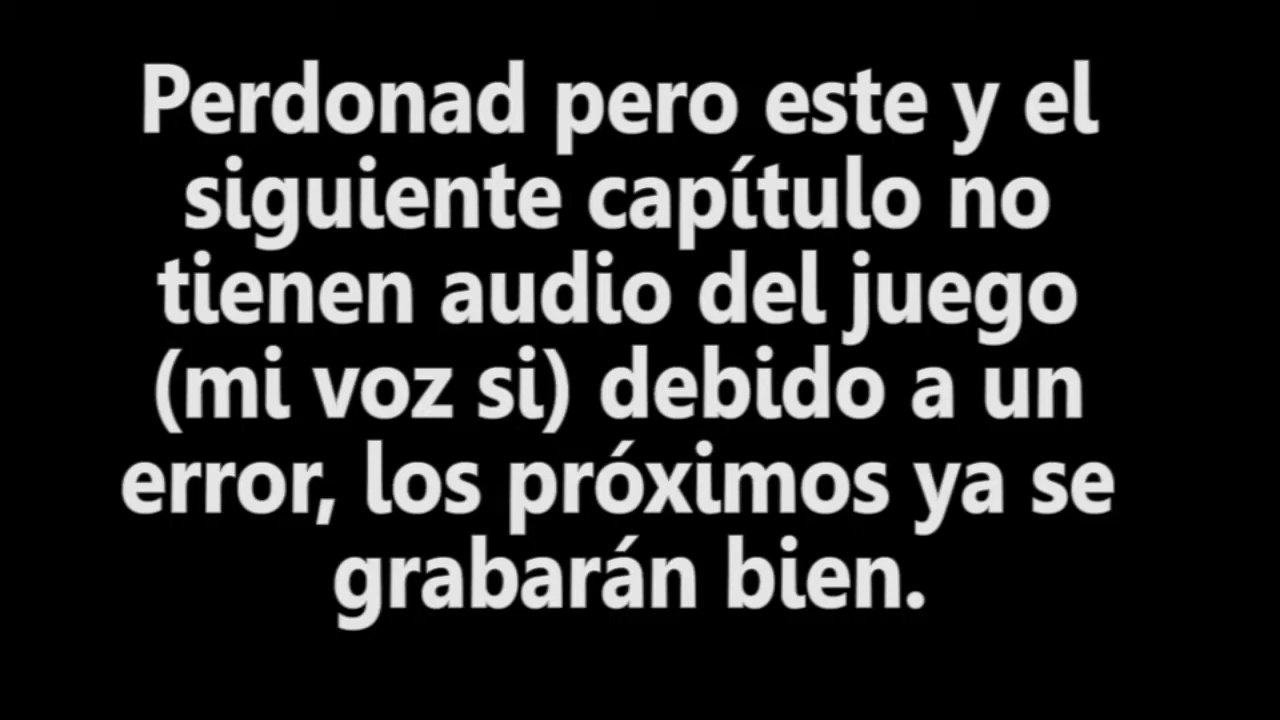 Perdonad pero este y el
siguiente capítulo no
tienen audio del juego
(mi voz si) debido a un
error, los próximos ya se
grabarán bien.